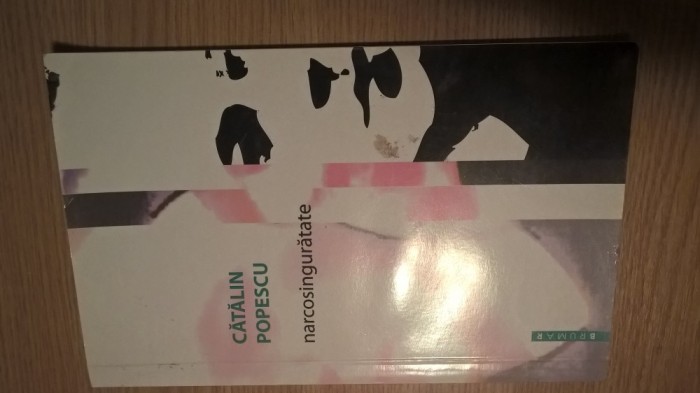 CĂTĂLIN
POPESCU
narcosingurătate
BRUMAR